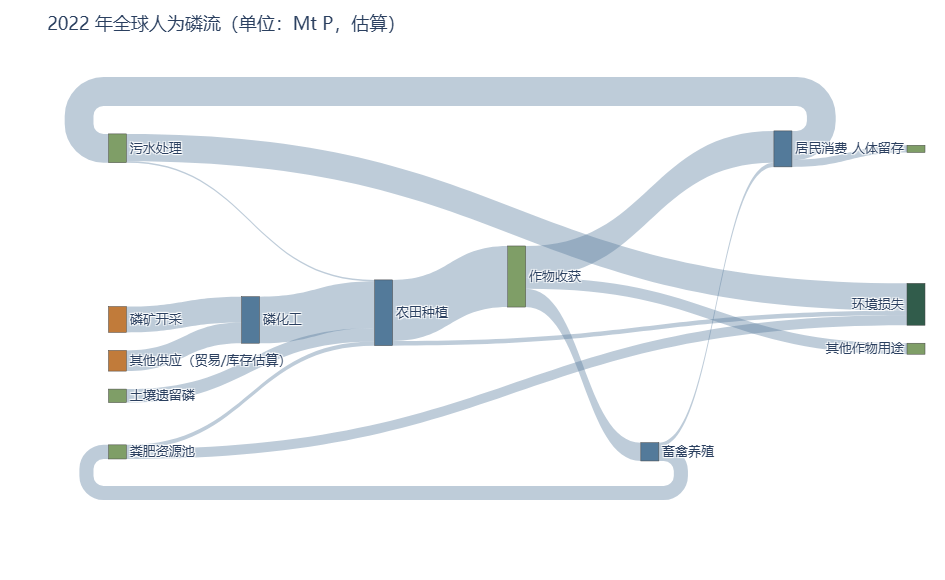 2022 年全球人为磷流（单位：Mt P，估算）
污水处理
居民消费
人体留存
作物收获
环境损失
农田种植
磷矿开采
磷化工
其他作物用途
其他供应（贸易/库存估算）
土壤遗留磷
粪肥资源池
畜禽养殖